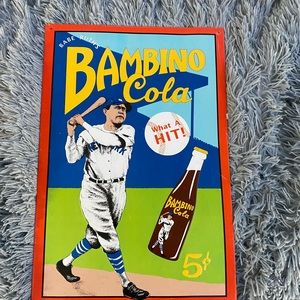 BABE RUTH'S
BAMBINO
Cola
What A
HIT!
BAMBINO
Cola
5¢